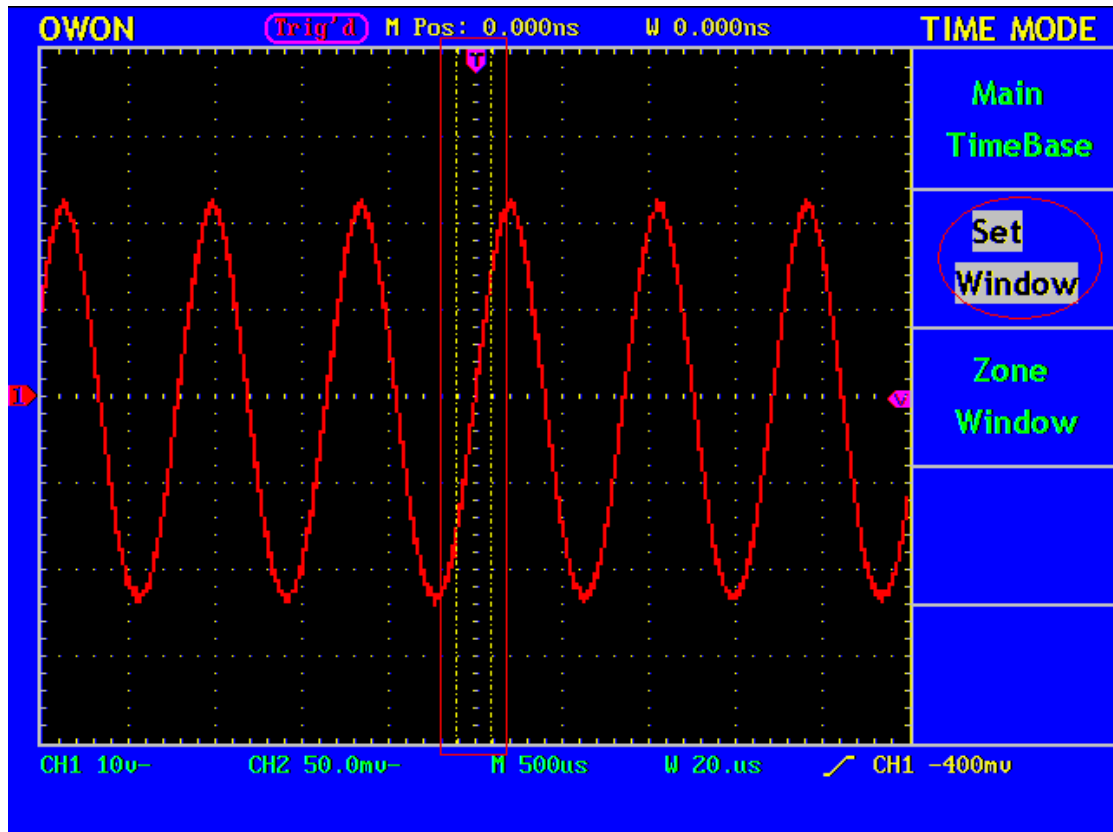 OWON Trig'd M Pos: 0.000ns W 0.000ns TIME MODE
T
Main
TimeBase
Set
Window
1
V
Zone
Window
CH1 10v- CH2 50.0mv- M 500us W 20.us CH1 -400mv